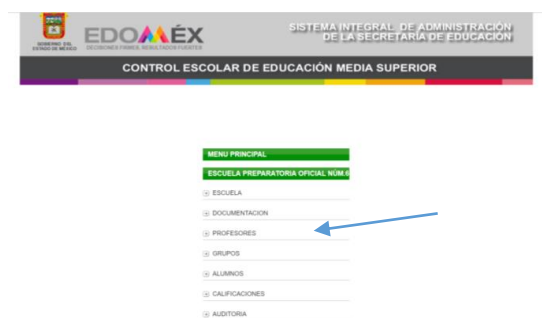 GOBIERNO DEL
ESTADO DE MÉXICO
EDOMÉX
DECISIONES FIRMES, RESULTADOS FUERTES
SISTEMA INTEGRAL DE ADMINISTRACIÓN
DE LA SECRETARÍA DE EDUCACIÓN
CONTROL ESCOLAR DE EDUCACIÓN MEDIA SUPERIOR
MENU PRINCIPAL
ESCUELA PREPARATORIA OFICIAL NÚM.6
ESCUELA
DOCUMENTACION
PROFESORES
GRUPOS
ALUMNOS
CALIFICACIONES
AUDITORIA